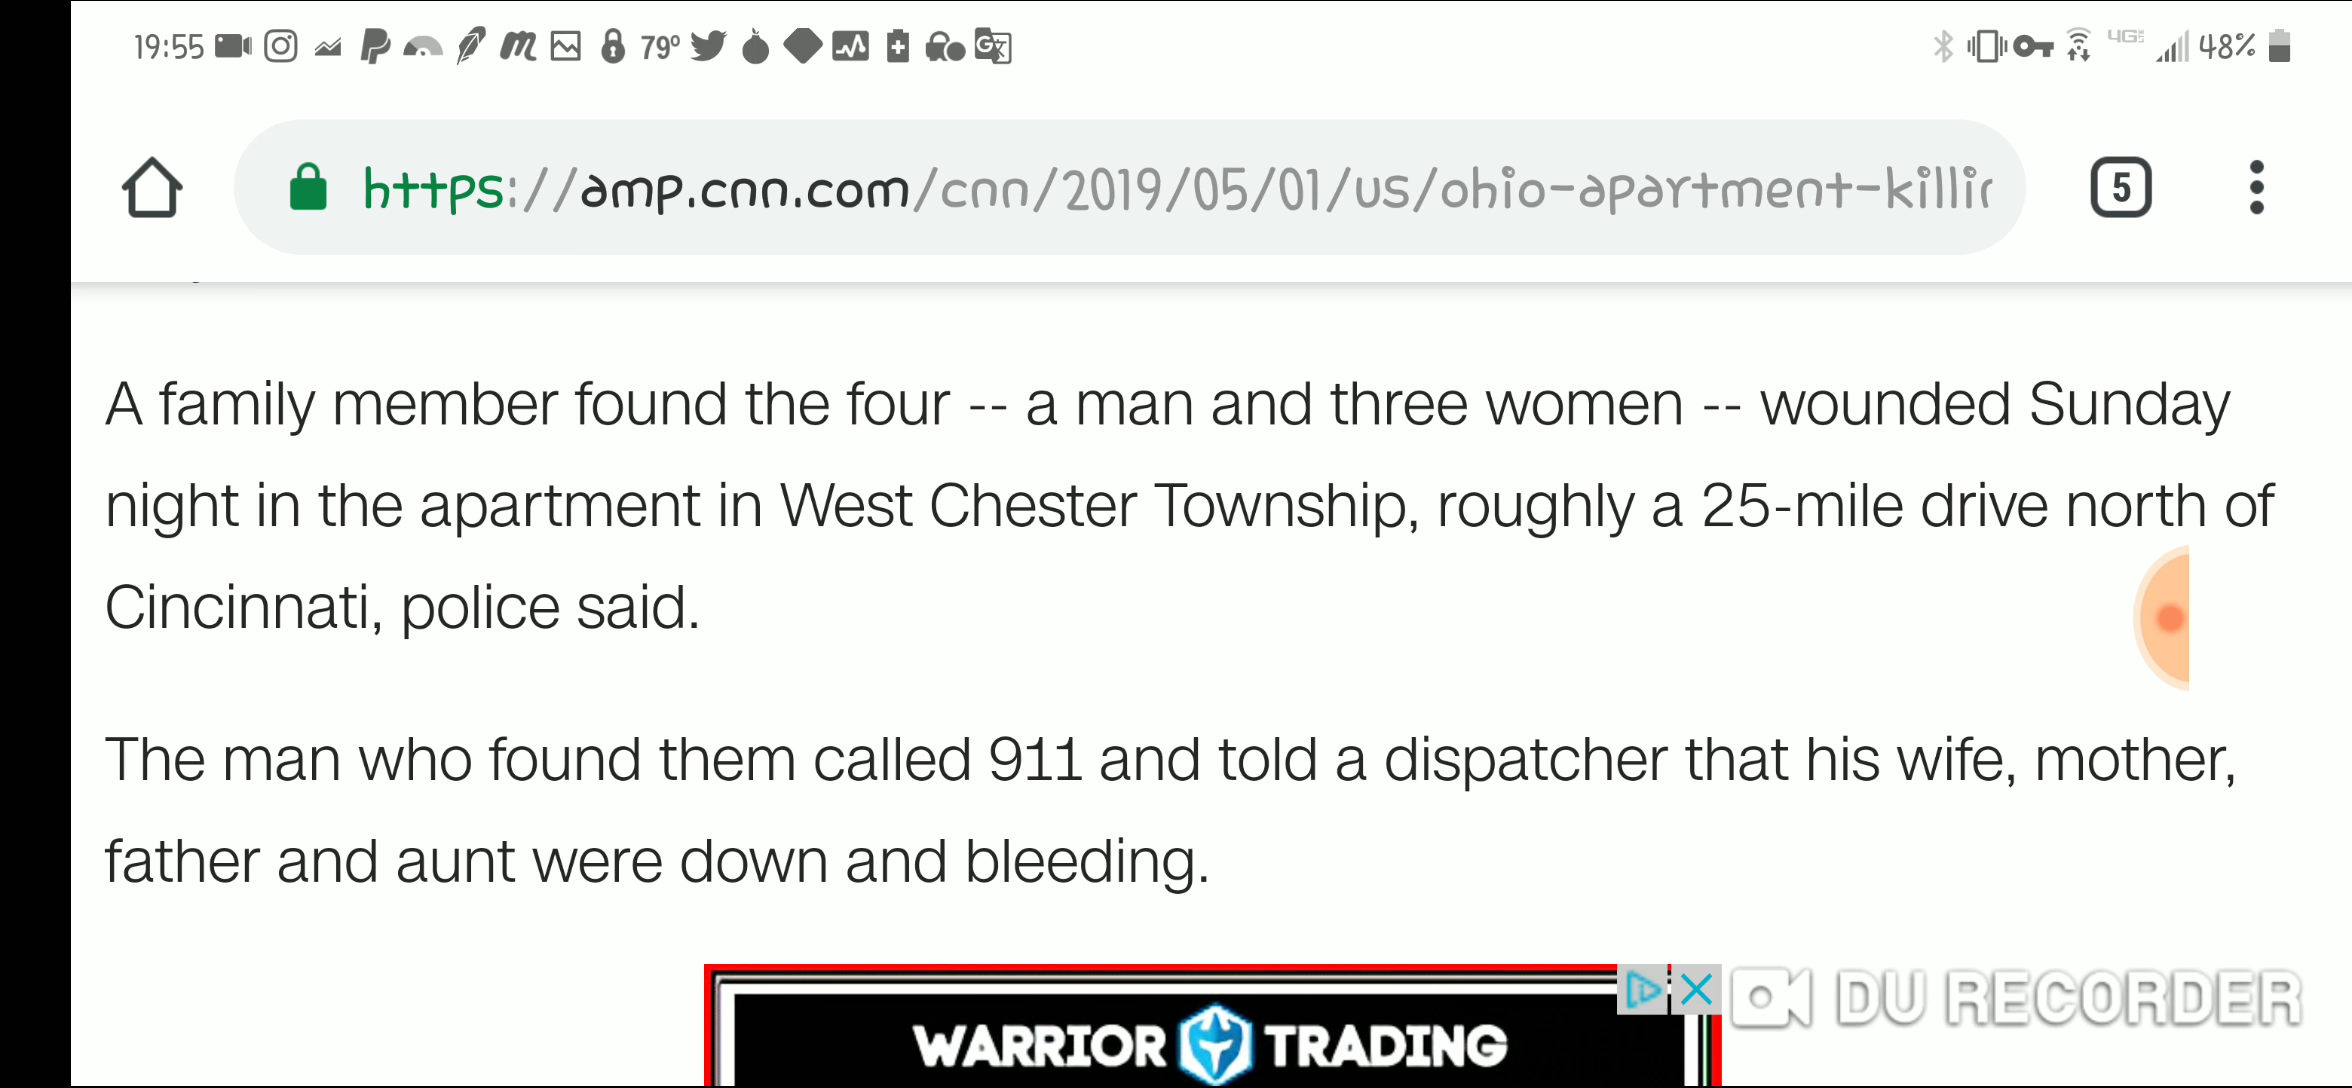 19:55 79° 4G 48%
https://amp.cnn.com/cnn/2019/05/01/us/ohio-apartment-killin
5
A family member found the four -- a man and three women -- wounded Sunday
night in the apartment in West Chester Township, roughly a 25-mile drive north of
Cincinnati, police said.
The man who found them called 911 and told a dispatcher that his wife, mother,
father and aunt were down and bleeding.
DU RECORDER
WARRIOR TRADING